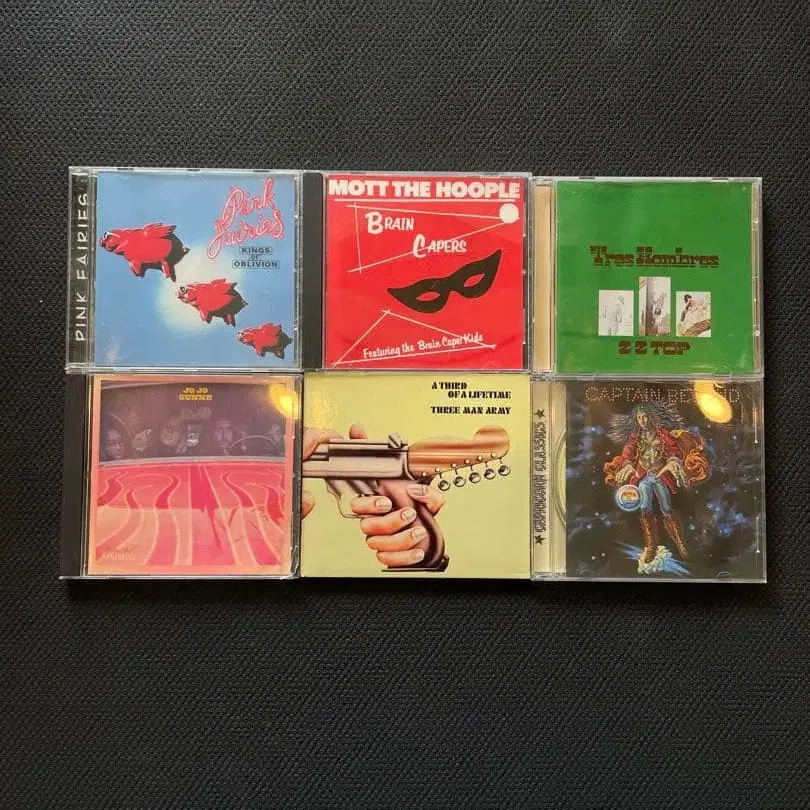 PINK FAIRIES
Pink
Fairies
KINGS
OF
OBLIVION
MOTT THE HOOPLE
BRAIN
CAPERS
Featuring the Brain Caper Kids
Tres Hombres
ZZ TOP
JO JO
GUNNE
A THIRD
OF A LIFETIME
THREE MAN ARMY
★ CAPRICORN CLASSICS ★
CAPTAIN